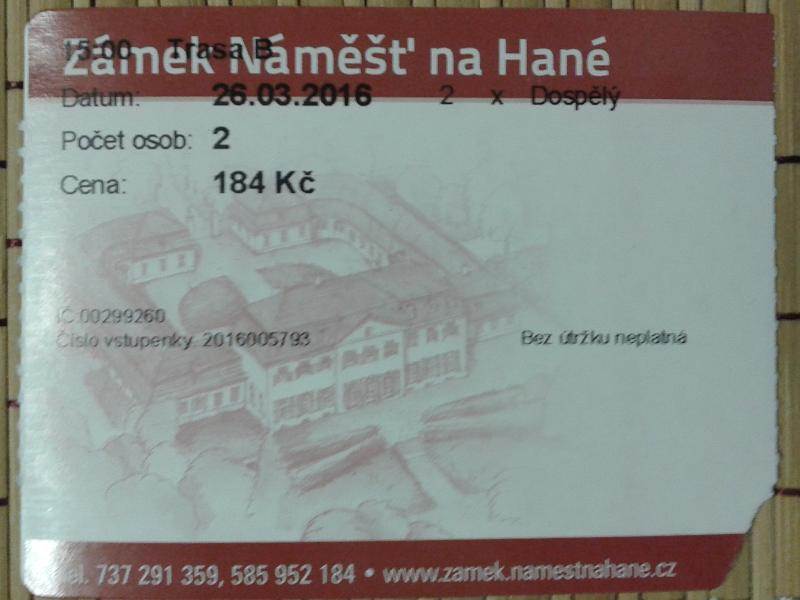 15:00 Trasa B
Zámek Náměšť na Hané
Datum: 26.03.2016 2 x Dospělý
Počet osob: 2
Cena: 184 Kč
IČ:00299260
Číslo vstupenky: 2016005793 Bez útržku neplatná
tel. 737 291 359, 585 952 184 • www.zamek.namestnahane.cz